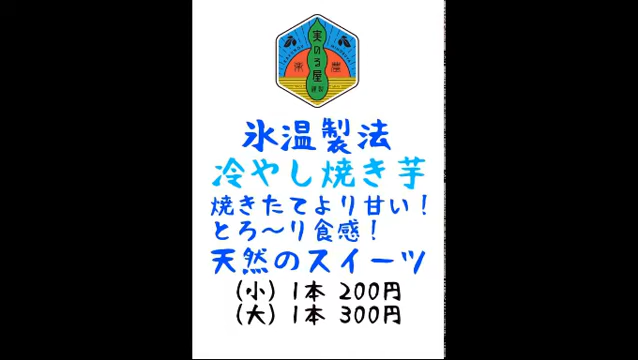 実のる屋
東屋
氷温製法
冷やし焼き芋
焼きたてより甘い！
とろ～り食感！
天然のスイーツ
（小）1本 200円
（大）1本 300円